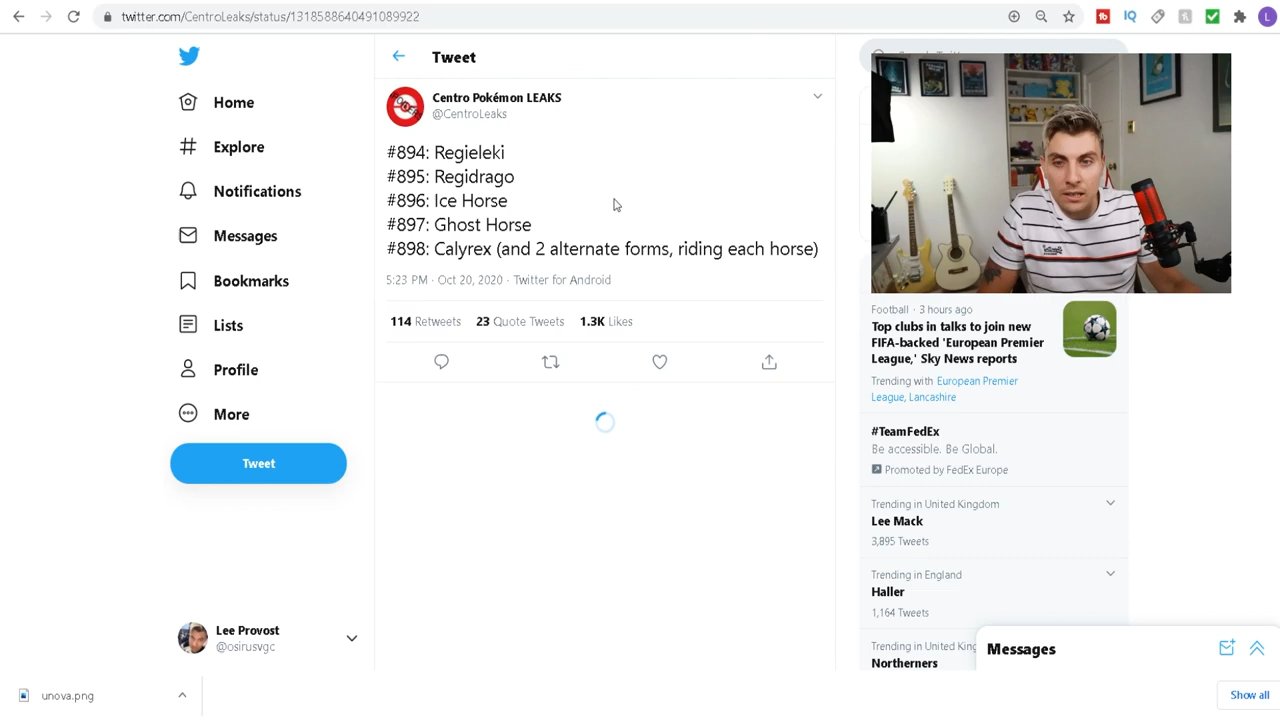 twitter.com/CentroLeaks/status/1318588640491089922
Home
Explore
Notifications
Messages
Bookmarks
Lists
Profile
More
Tweet
Lee Provost
@osirusvgc
Tweet
Centro Pokémon LEAKS
@CentroLeaks
#894: Regieleki
#895: Regidrago
#896: Ice Horse
#897: Ghost Horse
#898: Calyrex (and 2 alternate forms, riding each horse)
5:23 PM · Oct 20, 2020 · Twitter for Android
114 Retweets 23 Quote Tweets 1.3K Likes
Football · 3 hours ago
Top clubs in talks to join new
FIFA-backed 'European Premier
League,' Sky News reports
Trending with European Premier
League, Lancashire
#TeamFedEx
Be accessible. Be Global.
Promoted by FedEx Europe
Trending in United Kingdom
Lee Mack
3,895 Tweets
Trending in England
Haller
1,164 Tweets
Trending in United King
Northerners
Messages
unova.png
Show all
IQ
L